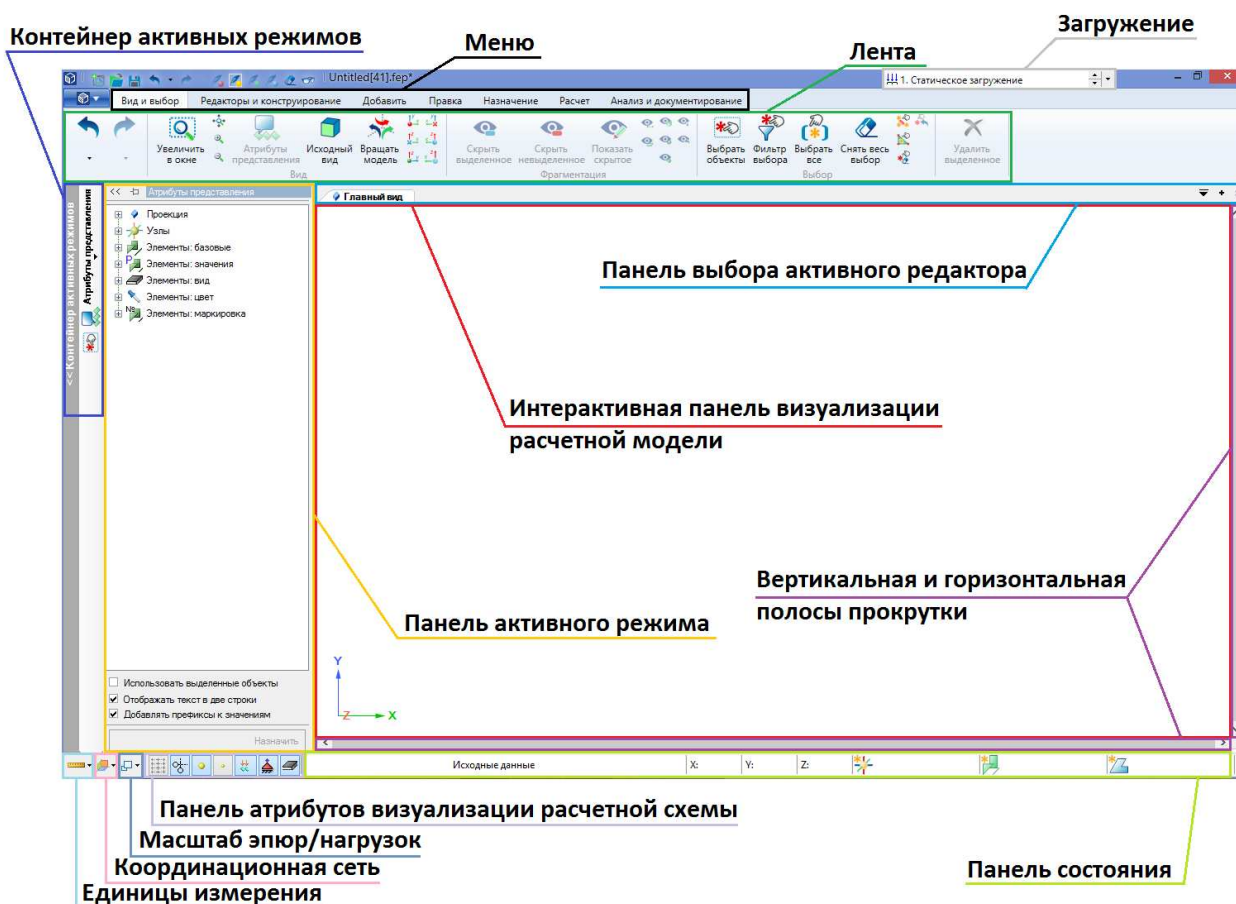 Загружение
Контейнер активных режимов
Меню
Лента
Untitled[41].fep*
1. Статическое загружение
Вид и выбор Редакторы и конструирование Добавить Правка Назначение Расчет Анализ и документирование
Увеличить в окне
Атрибуты представления
Исходный вид
Вращать модель
Скрыть выделенное
Скрыть невыделенное
Показать скрытое
Выбрать объекты
Фильтр выбора
Выбрать все
Снять весь выбор
Удалить выделенное
Вид
Фрагментация
Выбор
<< Контейнер активных режимов
Атрибуты представления
<< Атрибуты представления
Главный вид
Проекция
Узлы
Элементы: базовые
Элементы: значения
Элементы: вид
Элементы: цвет
Элементы: маркировка
Панель выбора активного редактора
Интерактивная панель визуализации
расчетной модели
Вертикальная и горизонтальная
полосы прокрутки
Панель активного режима
Y
Z X
Использовать выделенные объекты
Отображать текст в две строки
Добавлять префиксы к значениям
Назначить
Исходные данные X: Y: Z:
Панель атрибутов визуализации расчетной схемы
Масштаб эпюр/нагрузок
Координационная сеть
Единицы измерения
Панель состояния